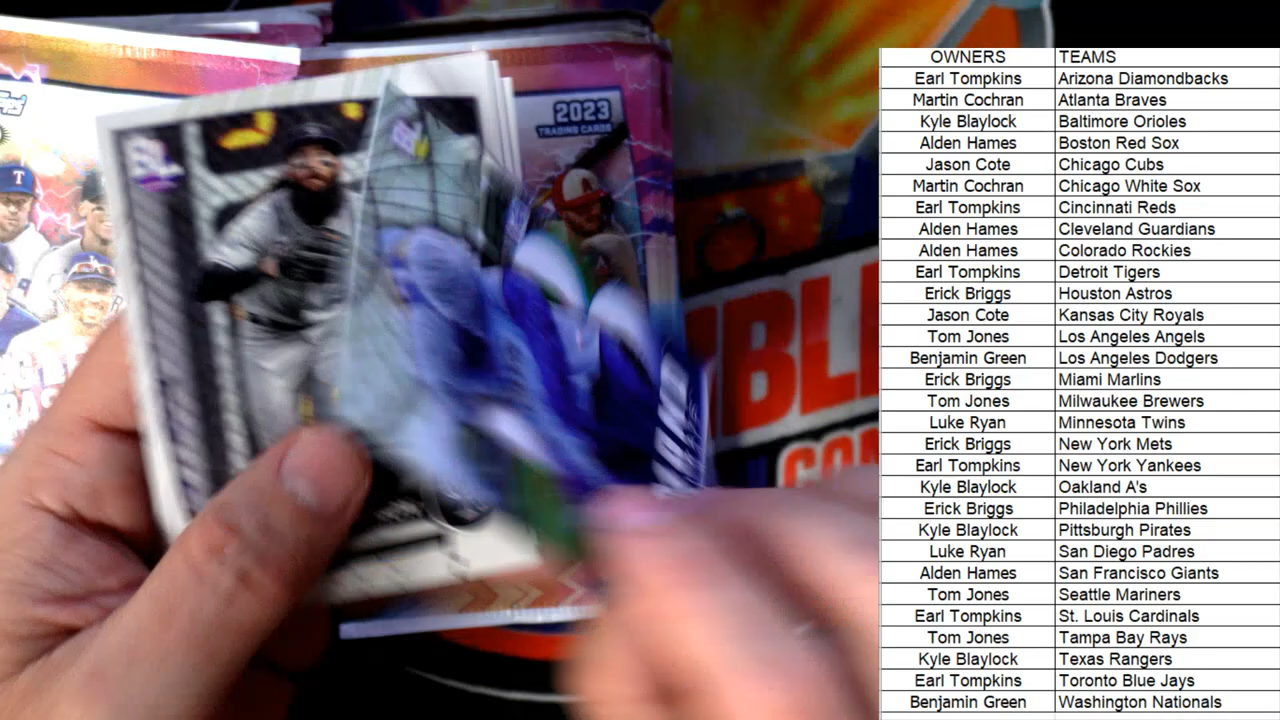 Topps
2023
TRADING CARDS
BL
CO
OWNERS TEAMS
Earl Tompkins Arizona Diamondbacks
Martin Cochran Atlanta Braves
Kyle Blaylock Baltimore Orioles
Alden Hames Boston Red Sox
Jason Cote Chicago Cubs
Martin Cochran Chicago White Sox
Earl Tompkins Cincinnati Reds
Alden Hames Cleveland Guardians
Alden Hames Colorado Rockies
Earl Tompkins Detroit Tigers
Erick Briggs Houston Astros
Jason Cote Kansas City Royals
Tom Jones Los Angeles Angels
Benjamin Green Los Angeles Dodgers
Erick Briggs Miami Marlins
Tom Jones Milwaukee Brewers
Luke Ryan Minnesota Twins
Erick Briggs New York Mets
Earl Tompkins New York Yankees
Kyle Blaylock Oakland A's
Erick Briggs Philadelphia Phillies
Kyle Blaylock Pittsburgh Pirates
Luke Ryan San Diego Padres
Alden Hames San Francisco Giants
Tom Jones Seattle Mariners
Earl Tompkins St. Louis Cardinals
Tom Jones Tampa Bay Rays
Kyle Blaylock Texas Rangers
Earl Tompkins Toronto Blue Jays
Benjamin Green Washington Nationals